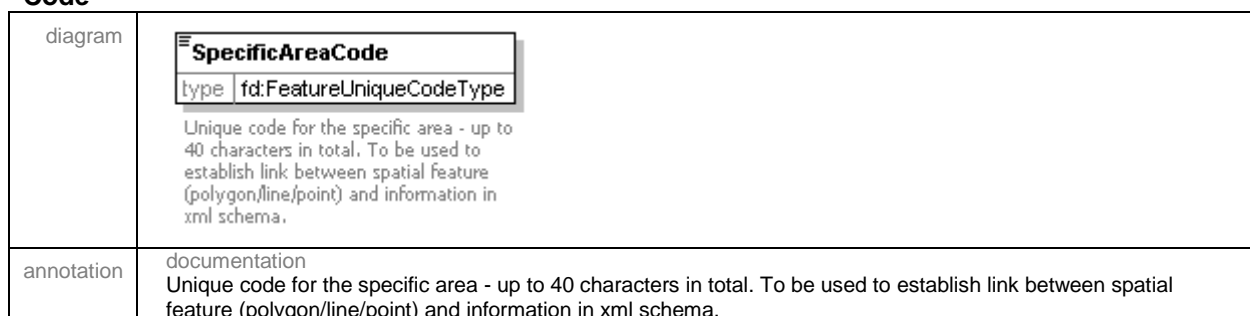 Code
diagram
SpecificAreaCode
type fd:FeatureUniqueCodeType
Unique code for the specific area - up to
40 characters in total. To be used to
establish link between spatial feature
(polygon/line/point) and information in
xml schema.
annotation
documentation
Unique code for the specific area - up to 40 characters in total. To be used to establish link between spatial
feature (polygon/line/point) and information in xml schema.